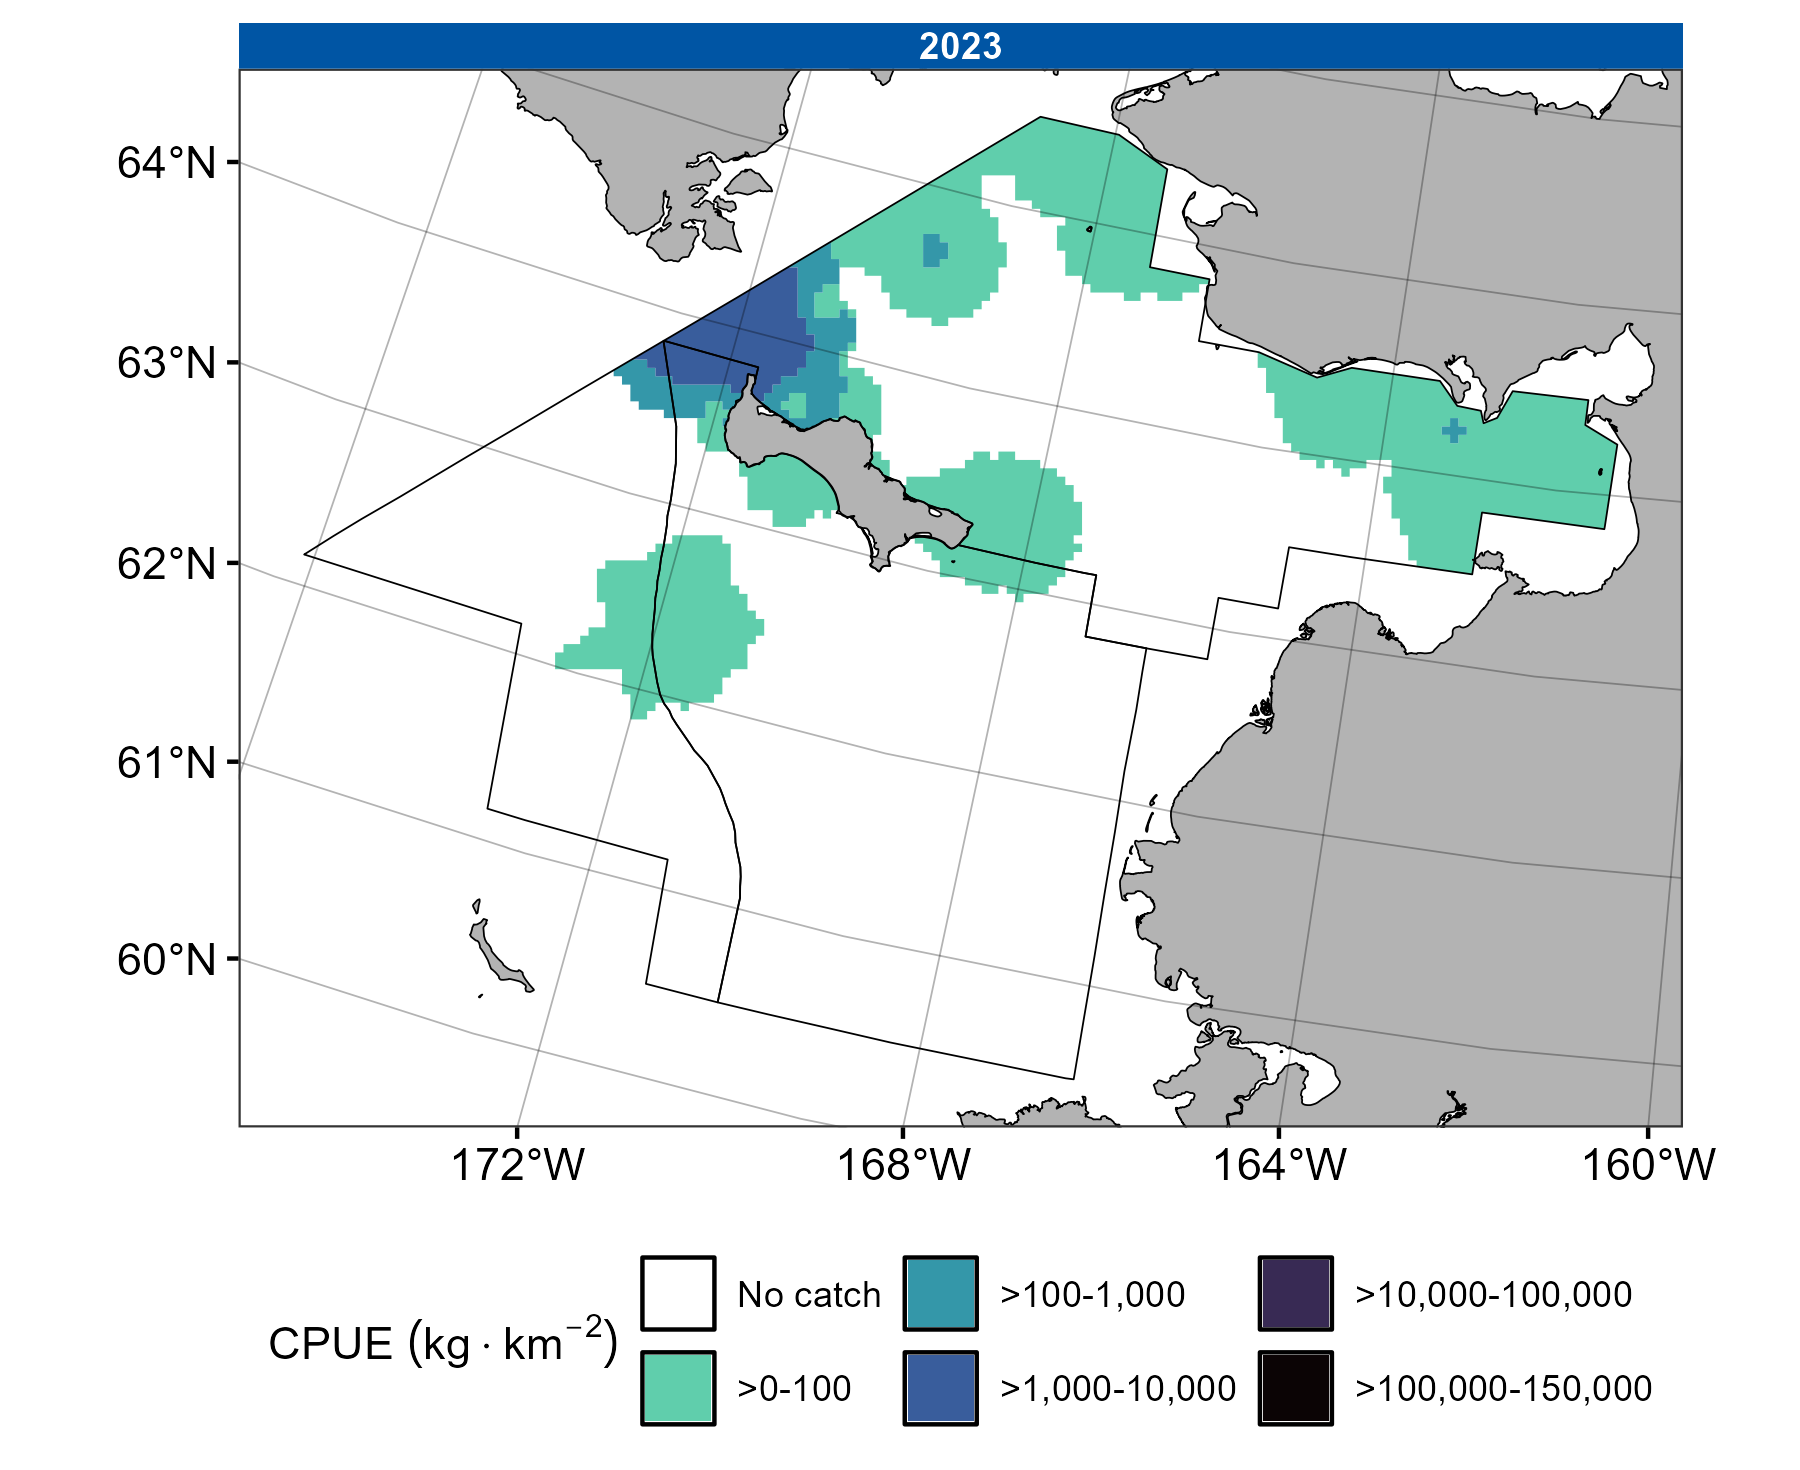 2023
64°N
63°N
62°N
61°N
60°N
172°W 168°W 164°W 160°W
CPUE (kg · km⁻²)
No catch >100-1,000 >10,000-100,000
>0-100 >1,000-10,000 >100,000-150,000